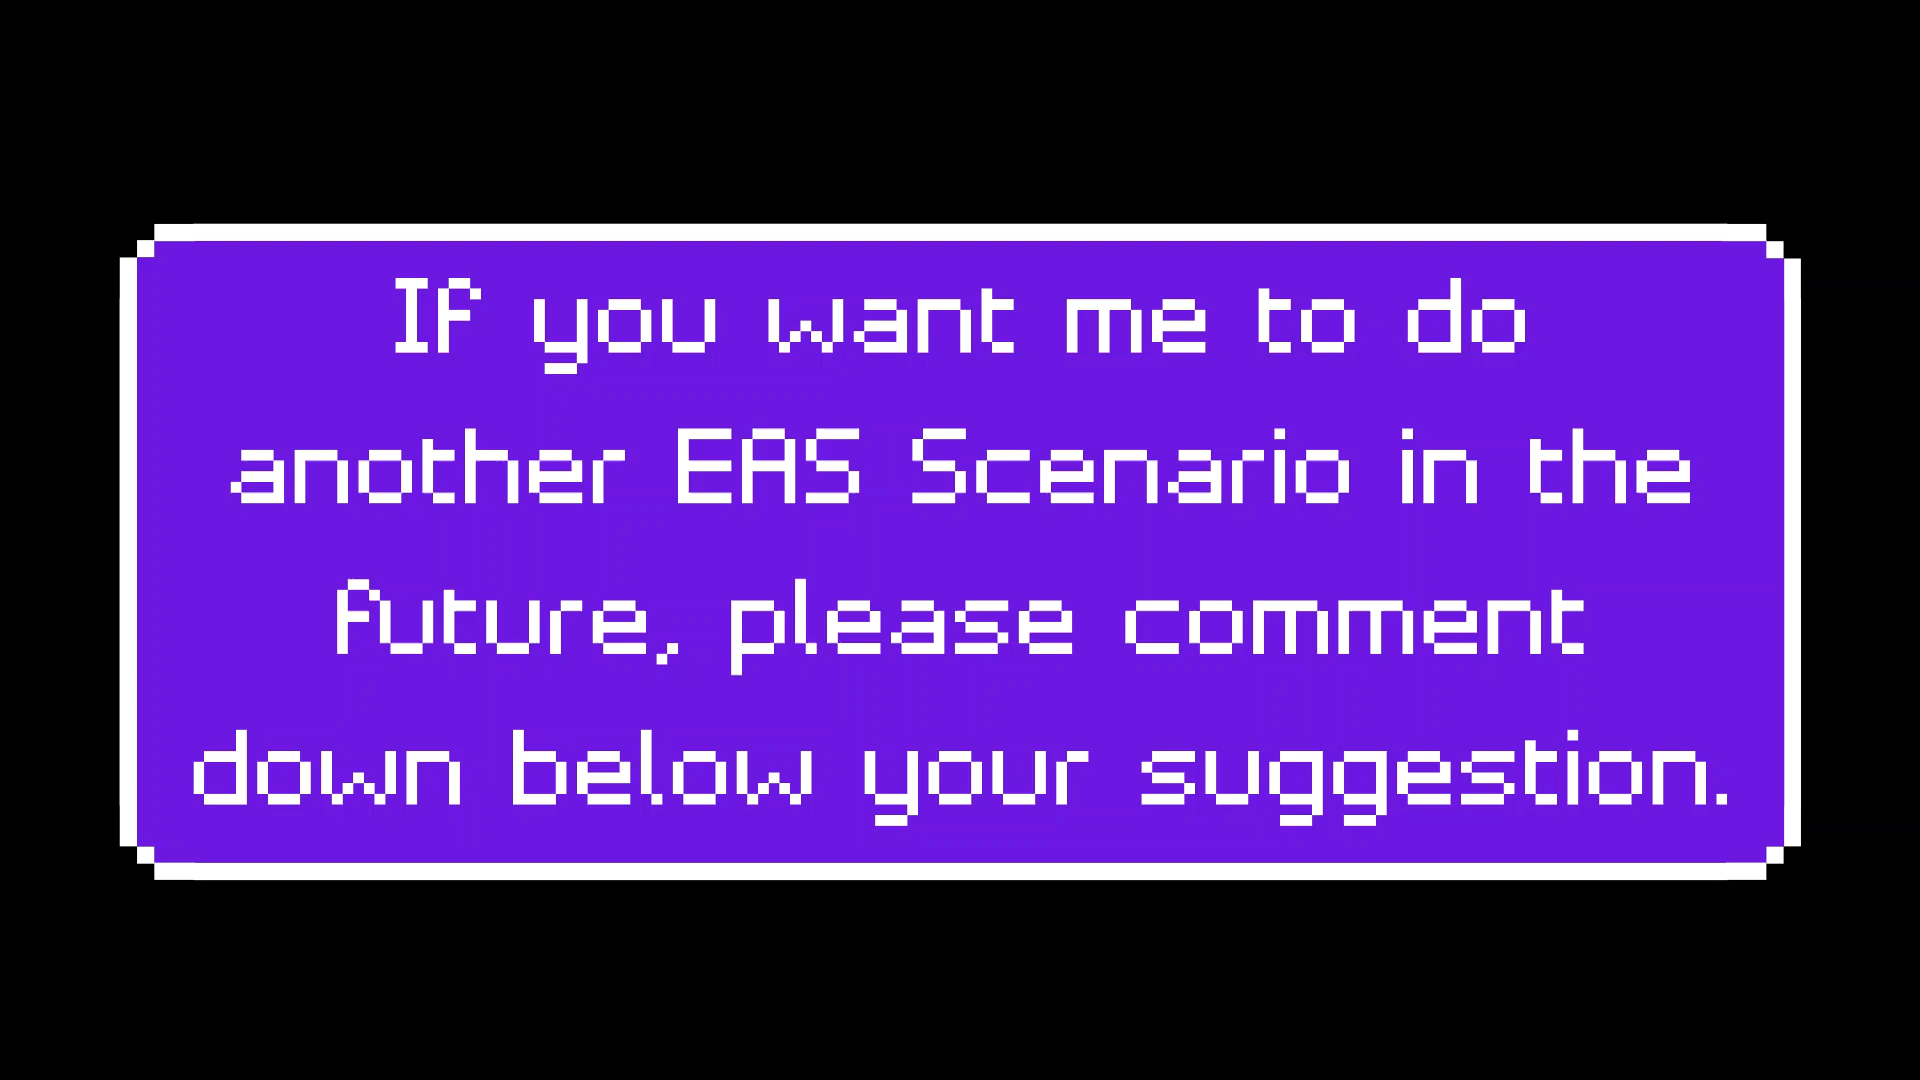 If you want me to do
another EAS Scenario in the
future, please comment
down below your suggestion.